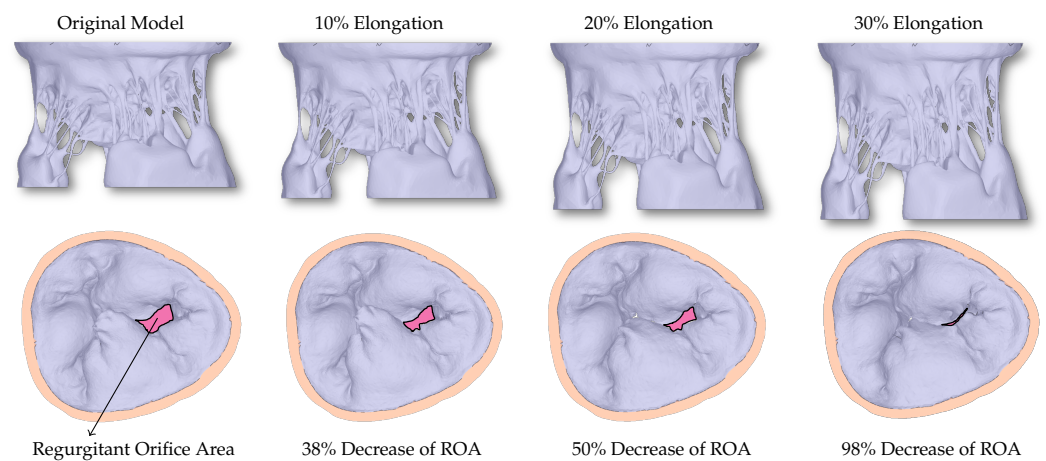 Original Model
10% Elongation
20% Elongation
30% Elongation
Regurgitant Orifice Area
38% Decrease of ROA
50% Decrease of ROA
98% Decrease of ROA